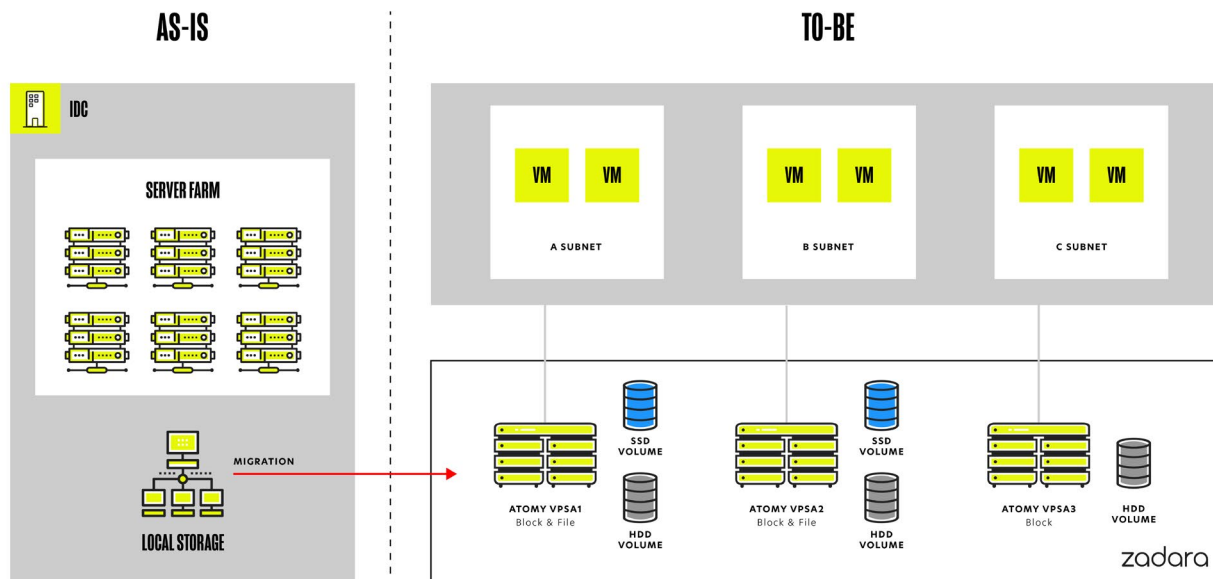 AS-IS
TO-BE
IDC
SERVER FARM
MIGRATION
LOCAL STORAGE
VM VM
A SUBNET
VM VM
B SUBNET
VM VM
C SUBNET
SSD
VOLUME
ATOMY VPSA1
Block & File
HDD
VOLUME
SSD
VOLUME
ATOMY VPSA2
Block & File
HDD
VOLUME
ATOMY VPSA3
Block
HDD
VOLUME
zadara